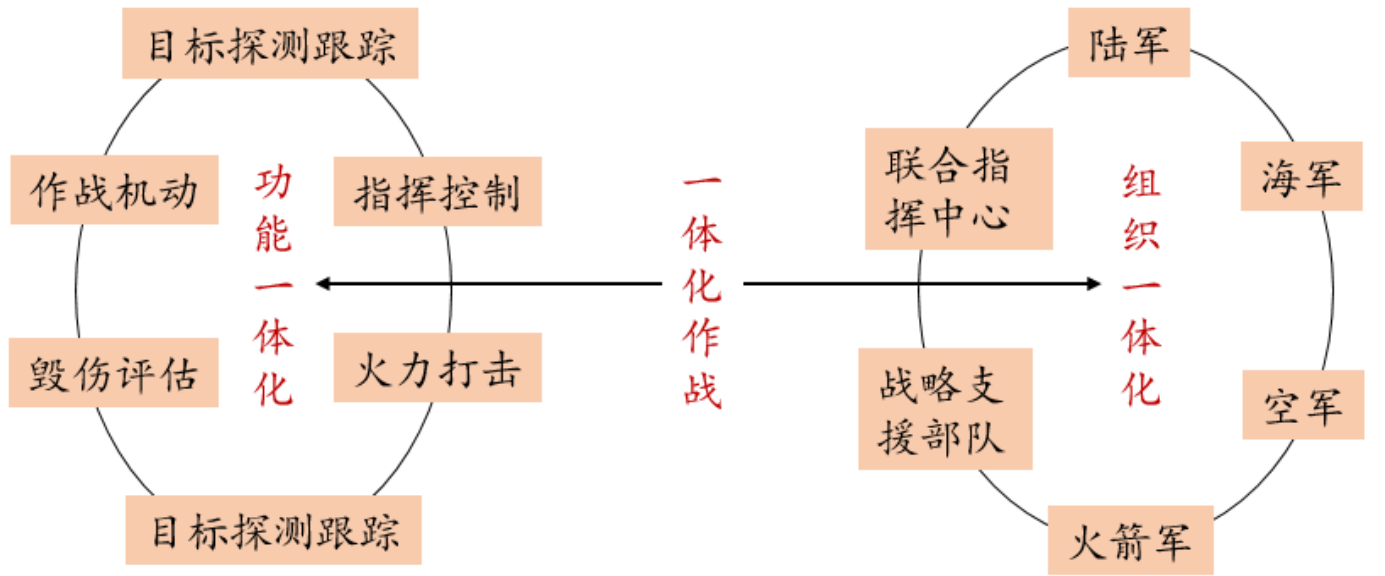 目标探测跟踪
作战机动
指挥控制
毁伤评估
火力打击
目标探测跟踪
功能一体化
一体化作战
陆军
联合指
挥中心
海军
战略支
援部队
空军
火箭军
组织一体化